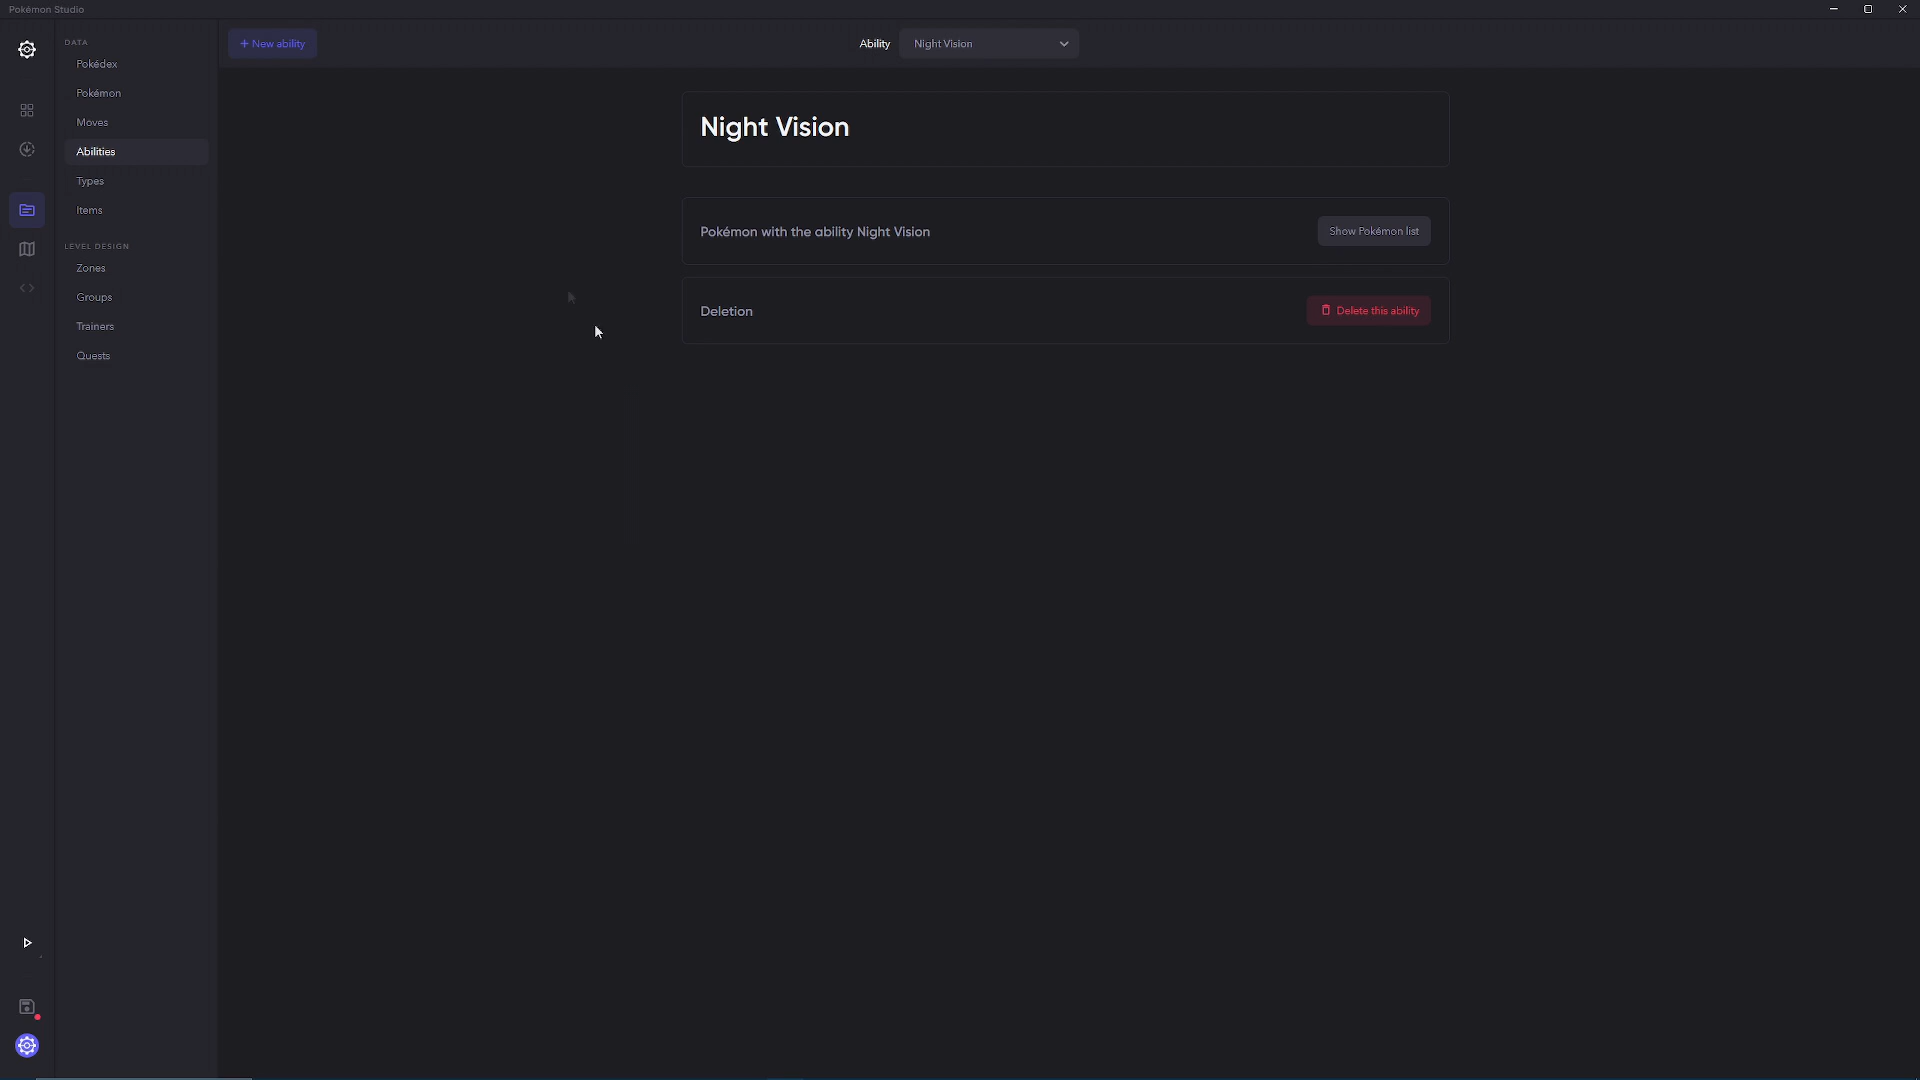 Pokémon Studio
DATA
Pokédex
Pokémon
Moves
Abilities
Types
Items
LEVEL DESIGN
Zones
Groups
Trainers
Quests
+ New ability
Ability
Night Vision
Night Vision
Pokémon with the ability Night Vision
Show Pokémon list
Deletion
Delete this ability